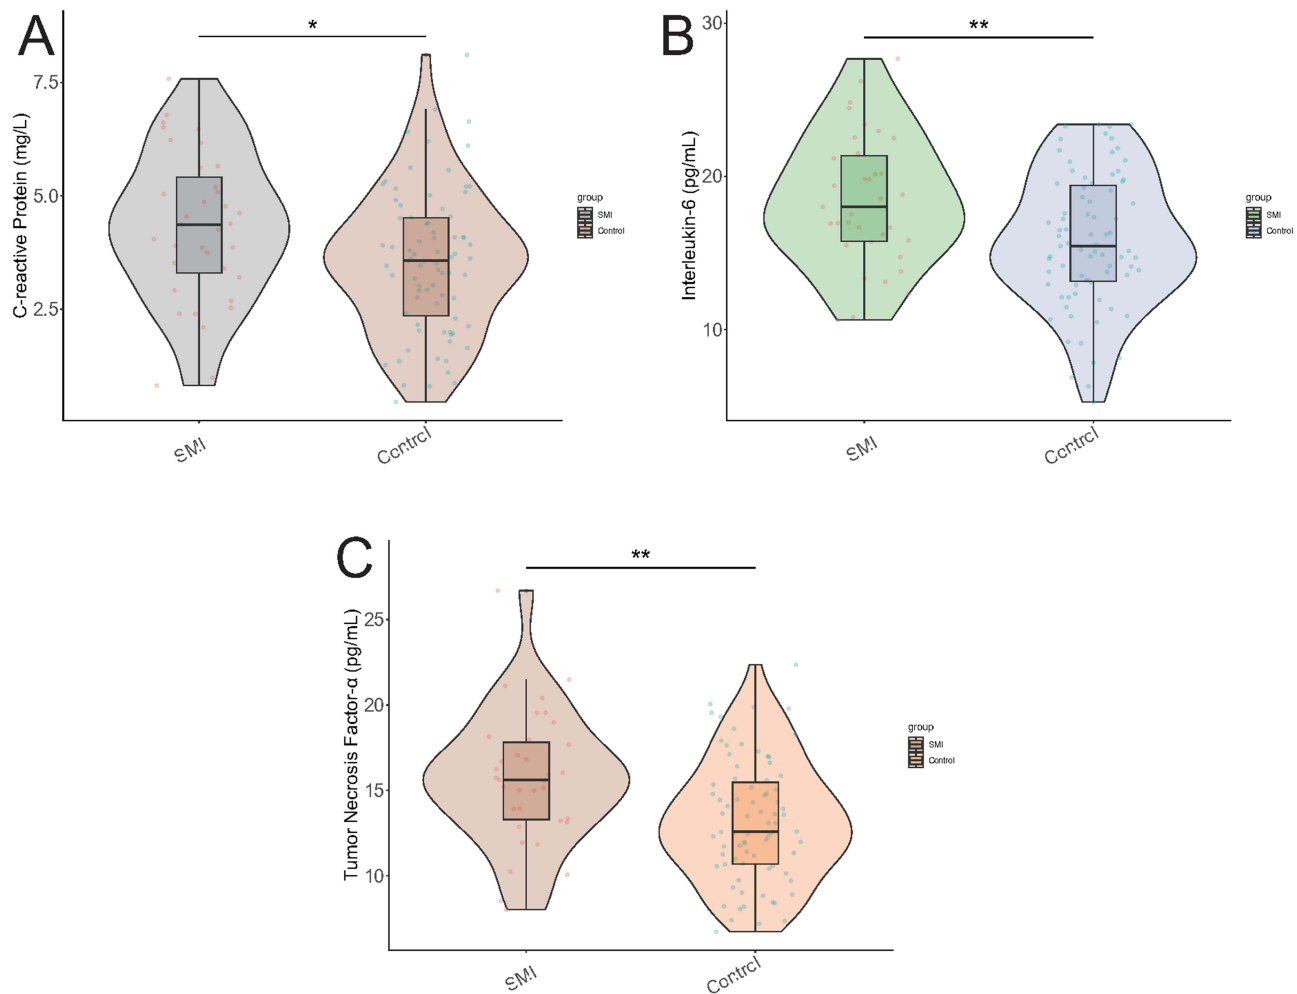 A
*
C-reactive Protein (mg/L)
7.5
5.0
2.5
SMI
Control
group
SMI
Control
B
**
Interleukin-6 (pg/mL)
30
20
10
SMI
Control
group
SMI
Control
C
**
Tumor Necrosis Factor-α (pg/mL)
25
20
15
10
SMI
Control
group
SMI
Control